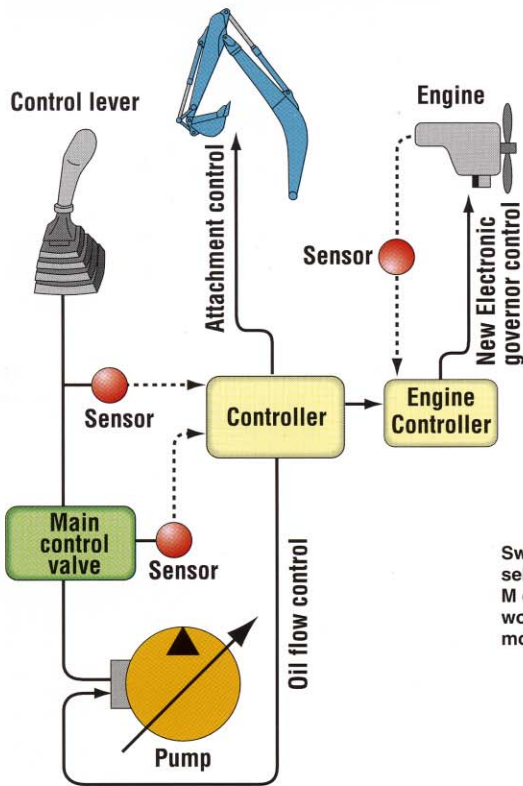 Control lever
Engine
Attachment control
Sensor
New Electronic
governor control
Sensor
Controller
Engine
Controller
Main
control
valve
Sensor
Oil flow control
Pump